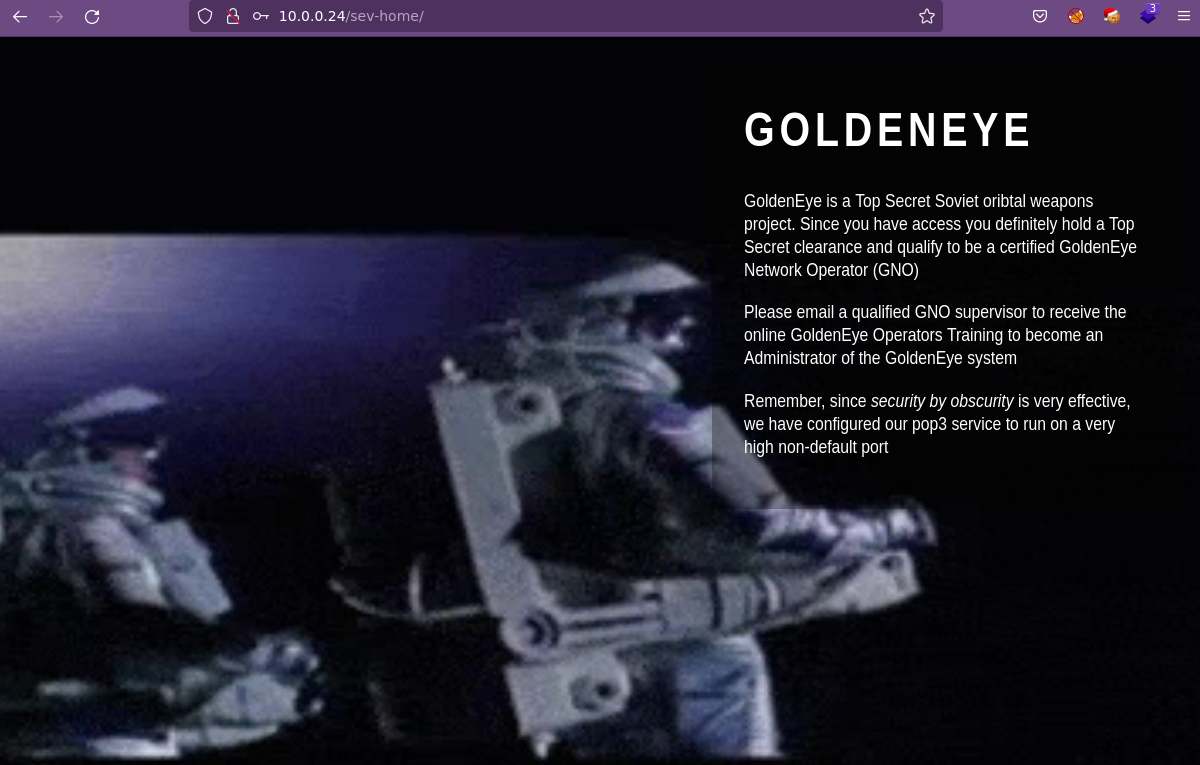 10.0.0.24/sev-home/
3
GOLDENEYE
GoldenEye is a Top Secret Soviet oribtal weapons
project. Since you have access you definitely hold a Top
Secret clearance and qualify to be a certified GoldenEye
Network Operator (GNO)
Please email a qualified GNO supervisor to receive the
online GoldenEye Operators Training to become an
Administrator of the GoldenEye system
Remember, since security by obscurity is very effective,
we have configured our pop3 service to run on a very
high non-default port